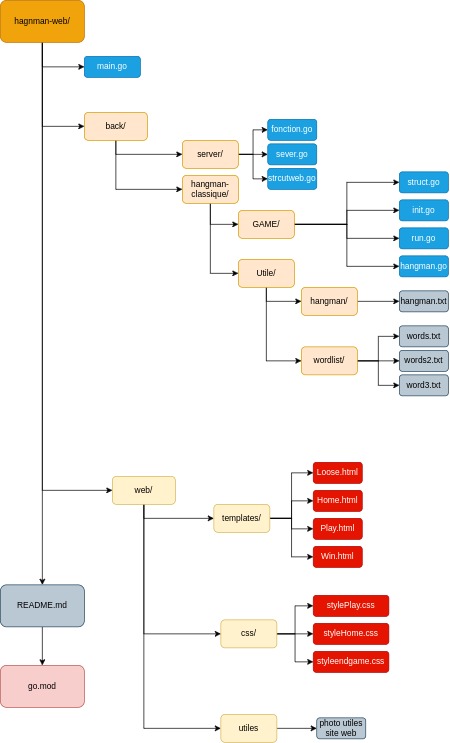 hagnman-web/
main.go
back/
server/
fonction.go
sever.go
strcutweb.go
hangman-
classique/
GAME/
struct.go
init.go
run.go
hangman.go
Utile/
hangman/
hangman.txt
wordlist/
words.txt
words2.txt
word3.txt
web/
templates/
Loose.html
Home.html
Play.html
Win.html
css/
stylePlay.css
styleHome.css
styleendgame.css
utiles
photo utiles
site web
README.md
go.mod